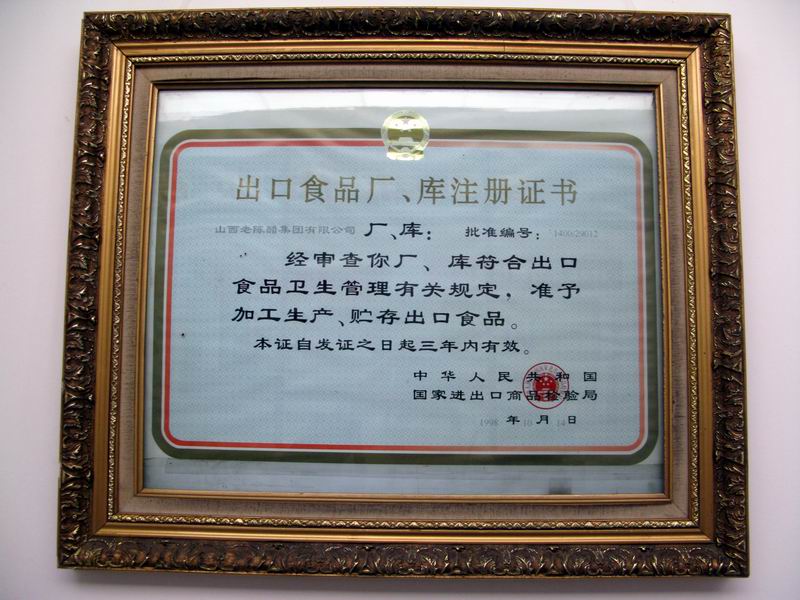 出口食品厂、库注册证书
山西老陈醋集团有限公司 厂、库： 批准编号：1400/29012
经审查你厂、库符合出口
食品卫生管理有关规定，准予
加工生产、贮存出口食品。
本证自发证之日起三年内有效。
中华人民共和国
国家进出口商品检验局
1998 年 10 月 14 日